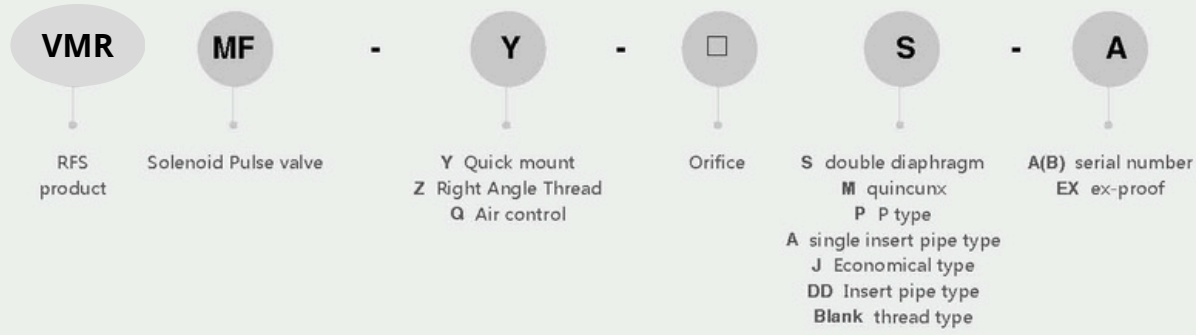 VMR MF - Y - □ S - A
RFS
product
Solenoid Pulse valve
Y Quick mount
Z Right Angle Thread
Q Air control
Orifice
S double diaphragm
M quincunx
P P type
A single insert pipe type
J Economical type
DD Insert pipe type
Blank thread type
A(B) serial number
EX ex-proof